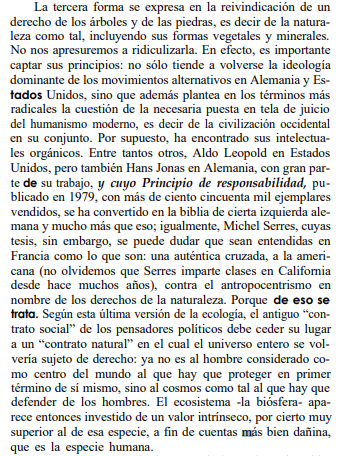 La tercera forma se expresa en la reivindicación de un
derecho de los árboles y de las piedras, es decir de la natura-
leza como tal, incluyendo sus formas vegetales y minerales.
No nos apresuremos a ridiculizarla. En efecto, es importante
captar sus principios: no sólo tiende a volverse la ideología
dominante de los movimientos alternativos en Alemania y Es-
tados Unidos, sino que además plantea en los términos más
radicales la cuestión de la necesaria puesta en tela de juicio
del humanismo moderno, es decir de la civilización occidental
en su conjunto. Por supuesto, ha encontrado sus intelectua-
les orgánicos. Entre tantos otros, Aldo Leopold en Estados
Unidos, pero también Hans Jonas en Alemania, con gran par-
te de su trabajo, y cuyo Principio de responsabilidad, pu-
blicado en 1979, con más de ciento cincuenta mil ejemplares
vendidos, se ha convertido en la biblia de cierta izquierda ale-
mana y mucho más que eso; igualmente, Michel Serres, cuyas
tesis, sin embargo, se puede dudar que sean entendidas en
Francia como lo que son: una auténtica cruzada, a la ameri-
cana (no olvidemos que Serres imparte clases en California
desde hace muchos años), contra el antropocentrismo en
nombre de los derechos de la naturaleza. Porque de eso se
trata. Según esta última versión de la ecología, el antiguo “con-
trato social” de los pensadores políticos debe ceder su lugar
a un “contrato natural” en el cual el universo entero se vol-
vería sujeto de derecho: ya no es al hombre considerado co-
mo centro del mundo al que hay que proteger en primer
término de sí mismo, sino al cosmos como tal al que hay que
defender de los hombres. El ecosistema -la biósfera- apa-
rece entonces investido de un valor intrínseco, por cierto muy
superior al de esa especie, a fin de cuentas más bien dañina,
que es la especie humana.